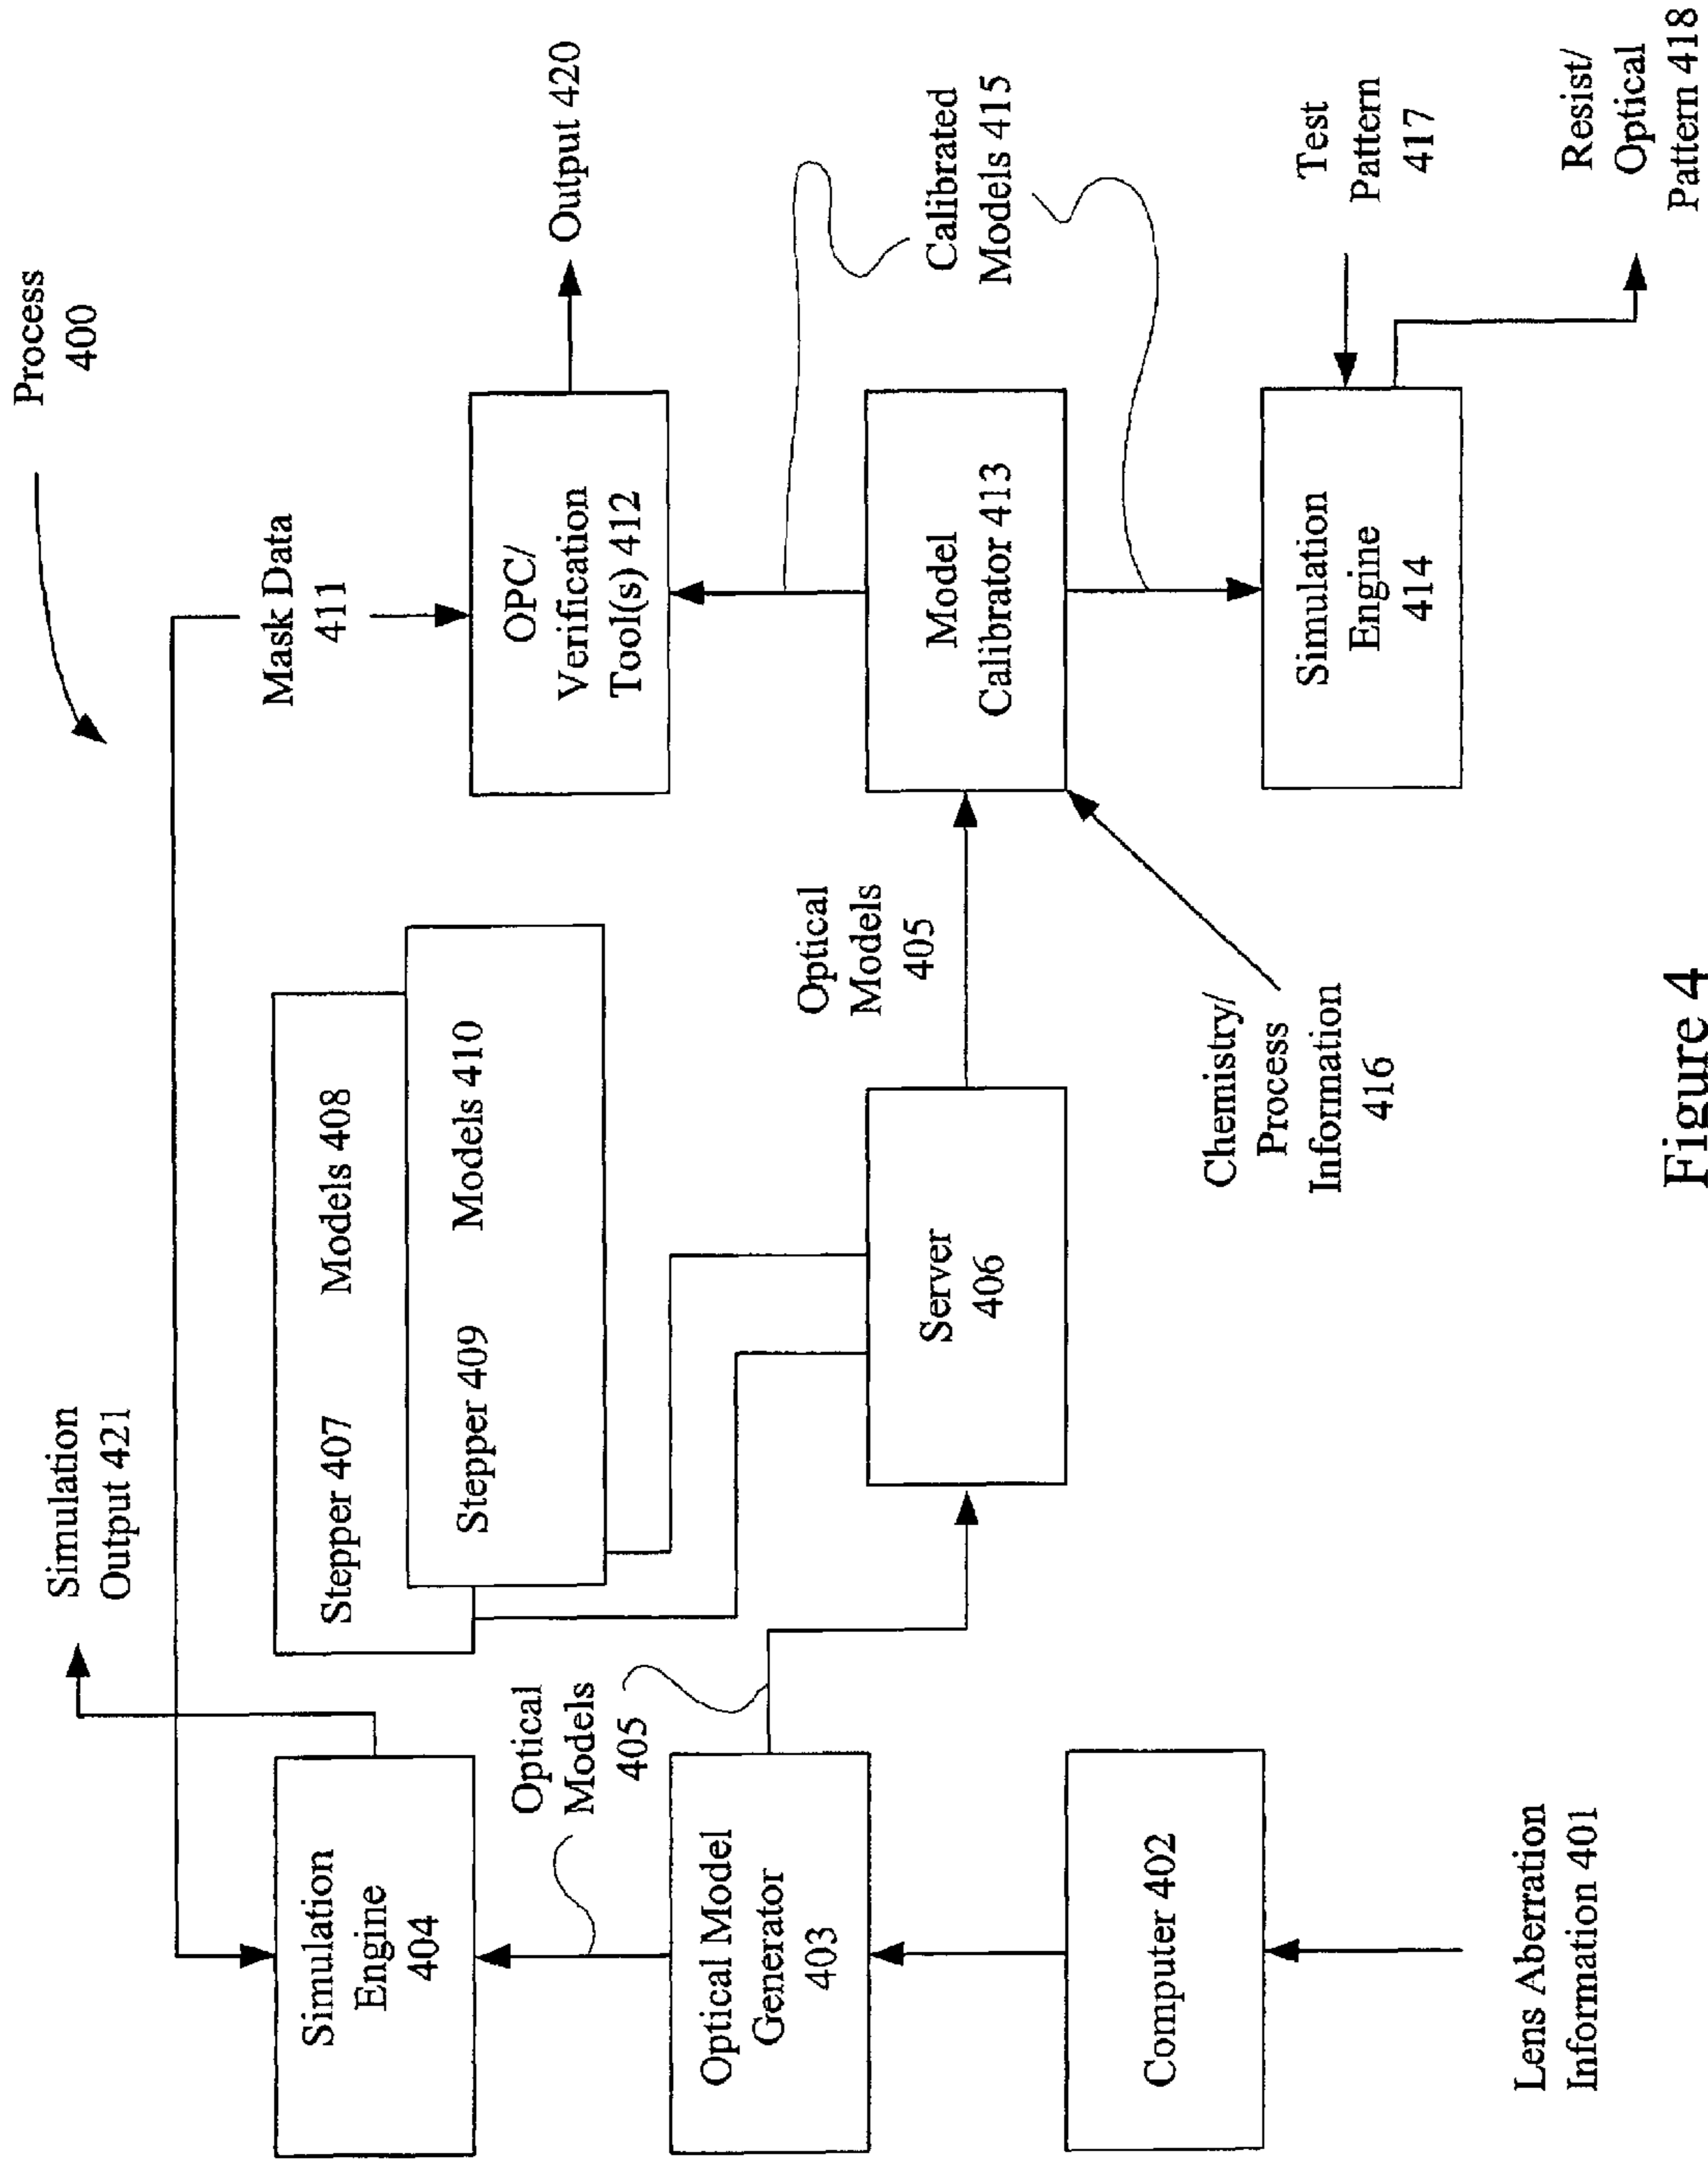 Process
400
Simulation
Output 421
Mask Data
411
Simulation
Engine
404
Stepper 407
Models 408
Stepper 409
Models 410
OPC/
Verification
Tool(s) 412
Output 420
Optical
Models
405
Optical Model
Generator
403
Optical
Models
405
Server
406
Model
Calibrator 413
Calibrated
Models 415
Computer 402
Chemistry/
Process
Information
416
Simulation
Engine
414
Test
Pattern
417
Lens Aberration
Information 401
Resist/
Optical
Pattern 418
Figure 4